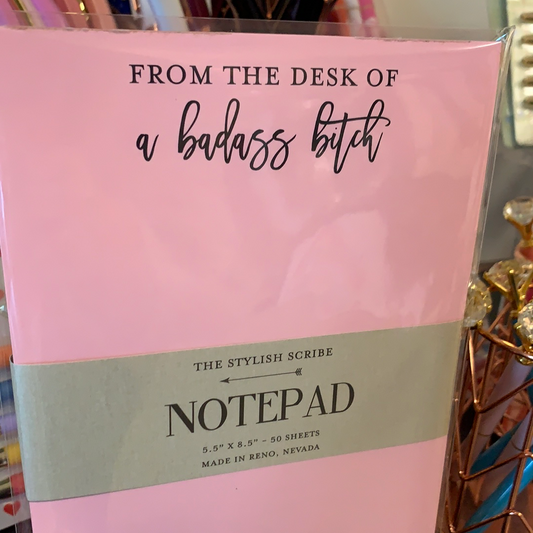 FROM THE DESK OF
a badass bitch
THE STYLISH SCRIBE
NOTEPAD
5.5" X 8.5" - 50 SHEETS
MADE IN RENO, NEVADA